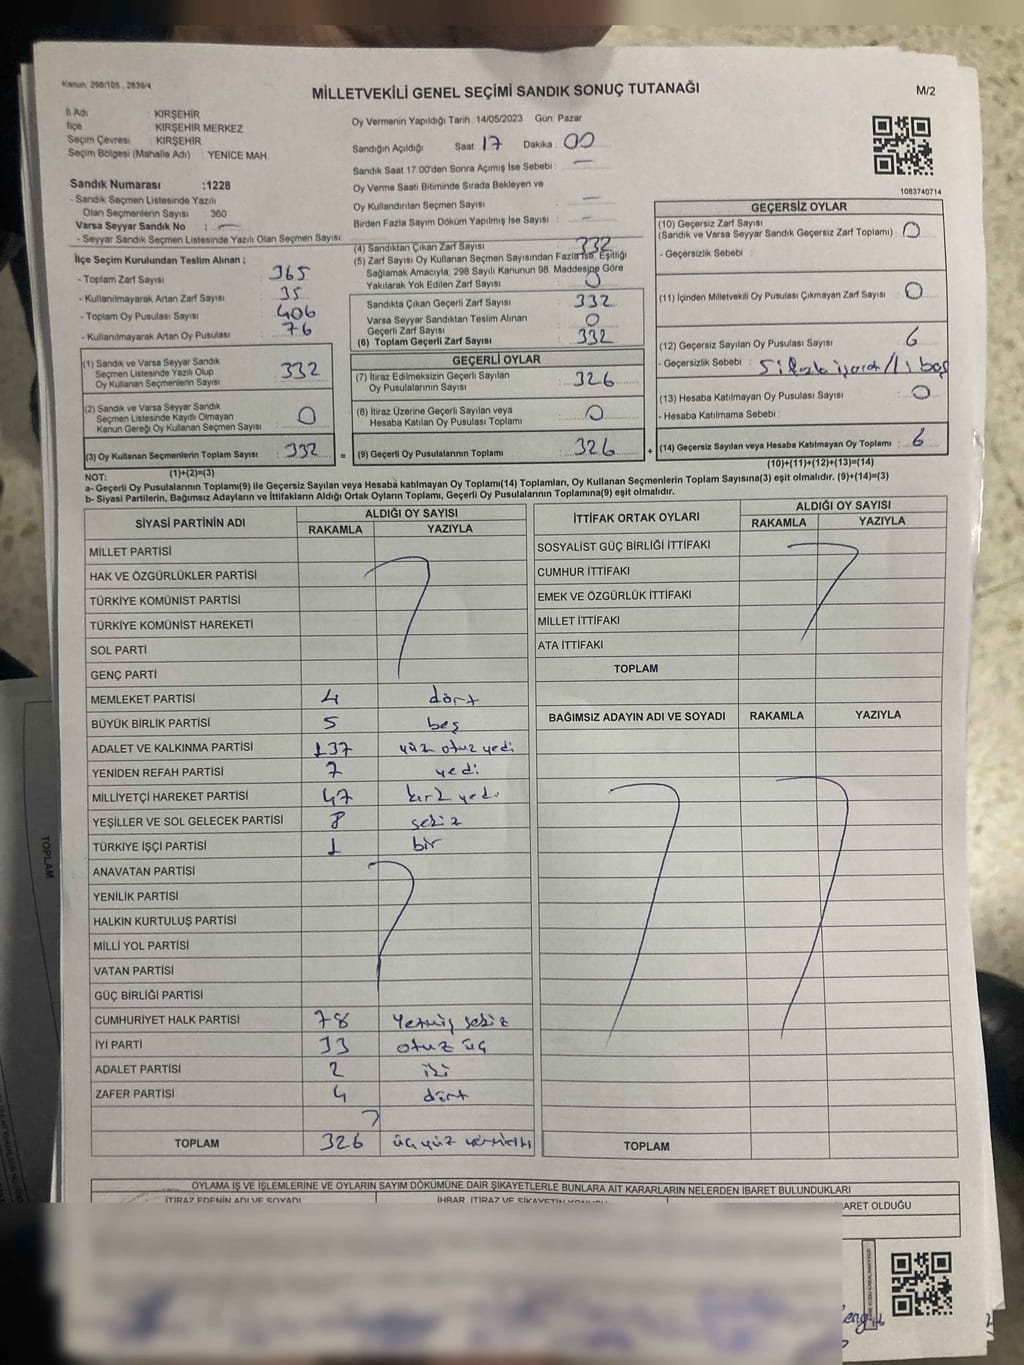 Kanun, 298/105 , 2839/4
MİLLETVEKİLİ GENEL SEÇİMİ SANDIK SONUÇ TUTANAĞI
M/2
İl Adı : KIRŞEHİR
İlçe : KIRŞEHİR MERKEZ
Seçim Çevresi : KIRŞEHİR
Seçim Bölgesi (Mahalle Adı) : YENİCE MAH.
Sandık Numarası :1228
- Sandık Seçmen Listesinde Yazılı
Olan Seçmenlerin Sayısı : 360
Varsa Seyyar Sandık No : —
- Seyyar Sandık Seçmen Listesinde Yazılı Olan Seçmen Sayısı
Oy Vermenin Yapıldığı Tarih : 14/05/2023 Gün: Pazar
Sandığın Açıldığı Saat 17 Dakika : 00
Sandık Saat 17:00'den Sonra Açımış İse Sebebi : —
Oy Verme Saati Bitiminde Sırada Bekleyen ve
Oy Kullandırılan Seçmen Sayısı : —
Birden Fazla Sayım Döküm Yapılmış İse Sayısı : —
1083740714
İlçe Seçim Kurulundan Teslim Alınan ;
- Toplam Zarf Sayısı : 365
- Kullanılmayarak Artan Zarf Sayısı : 35
- Toplam Oy Pusulası Sayısı : 406
- Kullanılmayarak Artan Oy Pusulası : 76
(1) Sandık ve Varsa Seyyar Sandık
Seçmen Listesinde Yazılı Olup
Oy Kullanan Seçmenlerin Sayısı : 332
(2) Sandık ve Varsa Seyyar Sandık
Seçmen Listesinde Kayıtlı Olmayan
Kanun Gereği Oy Kullanan Seçmen Sayısı : 0
(3) Oy Kullanan Seçmenlerin Toplam Sayısı : 332 =
(1)+(2)=(3)
(4) Sandıktan Çıkan Zarf Sayısı : 332
(5) Zarf Sayısı Oy Kullanan Seçmen Sayısından Fazla İse, Eşitliği
Sağlamak Amacıyla, 298 Sayılı Kanunun 98. Maddesine Göre
Yakılarak Yok Edilen Zarf Sayısı : 0
Sandıkta Çıkan Geçerli Zarf Sayısı : 332
Varsa Seyyar Sandıktan Teslim Alınan
Geçerli Zarf Sayısı : 0
(6) Toplam Geçerli Zarf Sayısı : 332
GEÇERLİ OYLAR
(7) İtiraz Edilmeksizin Geçerli Sayılan
Oy Pusulalarının Sayısı : 326
(8) İtiraz Üzerine Geçerli Sayılan veya
Hesaba Katılan Oy Pusulası Toplamı : 0
(9) Geçerli Oy Pusulalarının Toplamı : 326 +
GEÇERSİZ OYLAR
(10) Geçersiz Zarf Sayısı
(Sandık ve Varsa Seyyar Sandık Geçersiz Zarf Toplamı) : 0
- Geçersizlik Sebebi :
(11) İçinden Milletvekili Oy Pusulası Çıkmayan Zarf Sayısı : 0
(12) Geçersiz Sayılan Oy Pusulası Sayısı : 6
- Geçersizlik Sebebi : 5 fazla işaret / 1 boş
(13) Hesaba Katılmayan Oy Pusulası Sayısı : 0
- Hesaba Katılmama Sebebi :
(14) Geçersiz Sayılan veya Hesaba Katılmayan Oy Toplamı : 6
(10)+(11)+(12)+(13)=(14)
NOT:
a- Geçerli Oy Pusulasının Toplamı(9) ile Geçersiz Sayılan veya Hesaba katılmayan Oy Toplamı(14) Toplamları, Oy Kullanan Seçmenlerin Toplam Sayısına(3) eşit olmalıdır. (9)+(14)=(3)
b- Siyasi Partilerin, Bağımsız Adayların ve İttifakların Aldığı Ortak Oyların Toplamı, Geçerli Oy Pusulalarının Toplamına(9) eşit olmalıdır.
SİYASİ PARTİNİN ADI ALDIĞI OY SAYISI
RAKAMLA YAZIYLA
MİLLET PARTİSİ
HAK VE ÖZGÜRLÜKLER PARTİSİ
TÜRKİYE KOMÜNİST PARTİSİ
TÜRKİYE KOMÜNİST HAREKETİ
SOL PARTİ
GENÇ PARTİ
MEMLEKET PARTİSİ 4 dört
BÜYÜK BİRLİK PARTİSİ 5 beş
ADALET VE KALKINMA PARTİSİ 137 yüz otuz yedi
YENİDEN REFAH PARTİSİ 7 yedi
MİLLİYETÇİ HAREKET PARTİSİ 47 kırk yedi
YEŞİLLER VE SOL GELECEK PARTİSİ 8 sekiz
TÜRKİYE İŞÇİ PARTİSİ 1 bir
ANAVATAN PARTİSİ
YENİLİK PARTİSİ
HALKIN KURTULUŞ PARTİSİ
MİLLİ YOL PARTİSİ
VATAN PARTİSİ
GÜÇ BİRLİĞİ PARTİSİ
CUMHURİYET HALK PARTİSİ 78 Yetmiş sekiz
İYİ PARTİ 33 otuz üç
ADALET PARTİSİ 2 iki
ZAFER PARTİSİ 4 dört
TOPLAM 326 üçyüz yirmialtı
İTTİFAK ORTAK OYLARI ALDIĞI OY SAYISI
RAKAMLA YAZIYLA
SOSYALİST GÜÇ BİRLİĞİ İTTİFAKI
CUMHUR İTTİFAKI
EMEK VE ÖZGÜRLÜK İTTİFAKI
MİLLET İTTİFAKI
ATA İTTİFAKI
TOPLAM
BAĞIMSIZ ADAYIN ADI VE SOYADI RAKAMLA YAZIYLA
TOPLAM
OYLAMA İŞ VE İŞLEMLERİNE VE OYLARIN SAYIM DÖKÜMÜNE DAİR ŞİKAYETLERLE BUNLARA AİT KARARLARIN NELERDEN İBARET BULUNDUKLARI
İTİRAZ EDENİN ADI VE SOYADI İHBAR, İTİRAZ VE ŞİKAYETİN KONUSU
BARET OLDUĞU